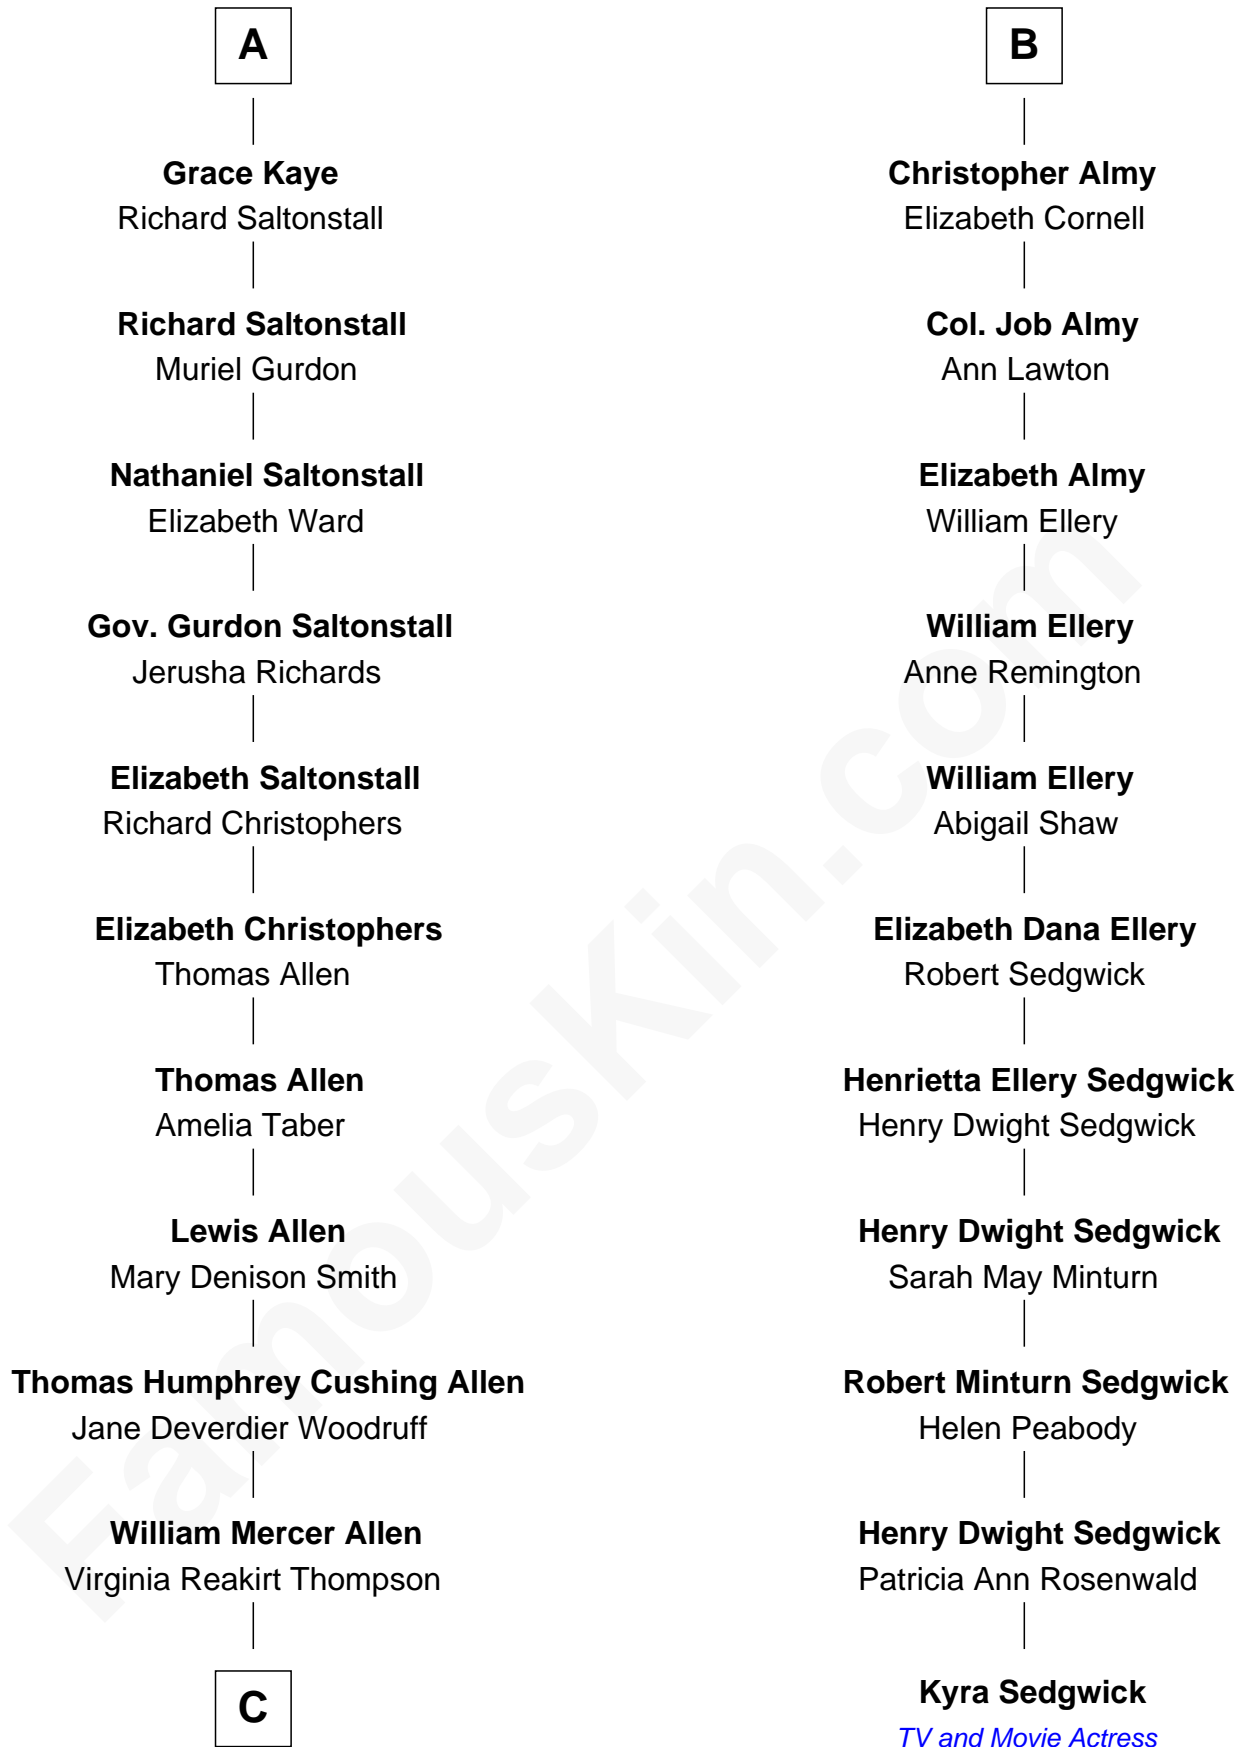 A
Grace Kaye
Richard Saltonstall
Richard Saltonstall
Muriel Gurdon
Nathaniel Saltonstall
Elizabeth Ward
Gov. Gurdon Saltonstall
Jerusha Richards
Elizabeth Saltonstall
Richard Christophers
Elizabeth Christophers
Thomas Allen
Thomas Allen
Amelia Taber
Lewis Allen
Mary Denison Smith
Thomas Humphrey Cushing Allen
Jane Deverdier Woodruff
William Mercer Allen
Virginia Reakirt Thompson
C
B
Christopher Almy
Elizabeth Cornell
Col. Job Almy
Ann Lawton
Elizabeth Almy
William Ellery
William Ellery
Anne Remington
William Ellery
Abigail Shaw
Elizabeth Dana Ellery
Robert Sedgwick
Henrietta Ellery Sedgwick
Henry Dwight Sedgwick
Henry Dwight Sedgwick
Sarah May Minturn
Robert Minturn Sedgwick
Helen Peabody
Henry Dwight Sedgwick
Patricia Ann Rosenwald
Kyra Sedgwick
TV and Movie Actress
FamousKin.com